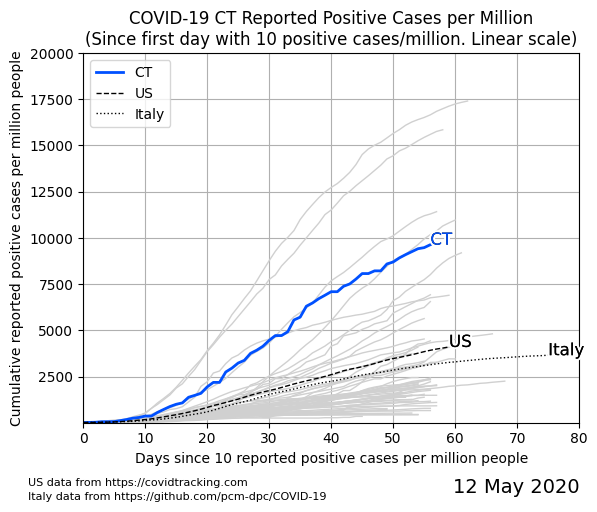 COVID-19 CT Reported Positive Cases per Million
(Since first day with 10 positive cases/million. Linear scale)
Cumulative reported positive cases per million people
20000
17500
15000
12500
10000
7500
5000
2500
CT
US
Italy
CT
US
Italy
0 10 20 30 40 50 60 70 80
Days since 10 reported positive cases per million people
US data from https://covidtracking.com
Italy data from https://github.com/pcm-dpc/COVID-19
12 May 2020